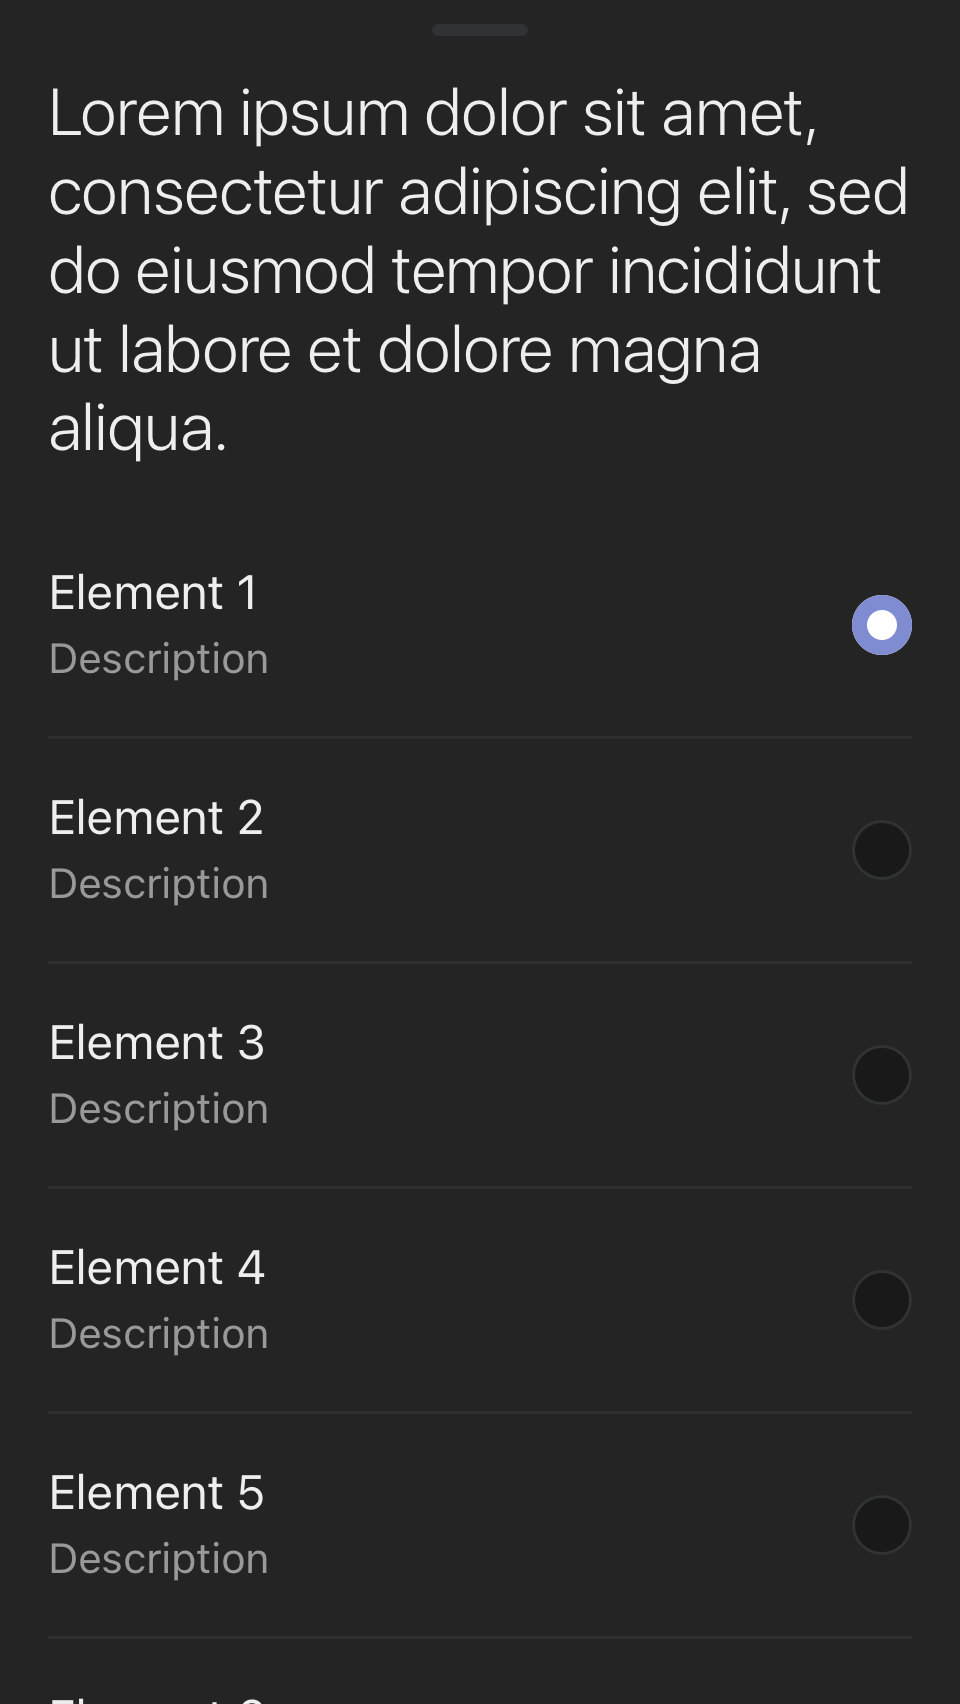 Lorem ipsum dolor sit amet,
consectetur adipiscing elit, sed
do eiusmod tempor incididunt
ut labore et dolore magna
aliqua.
Element 1
Description
Element 2
Description
Element 3
Description
Element 4
Description
Element 5
Description